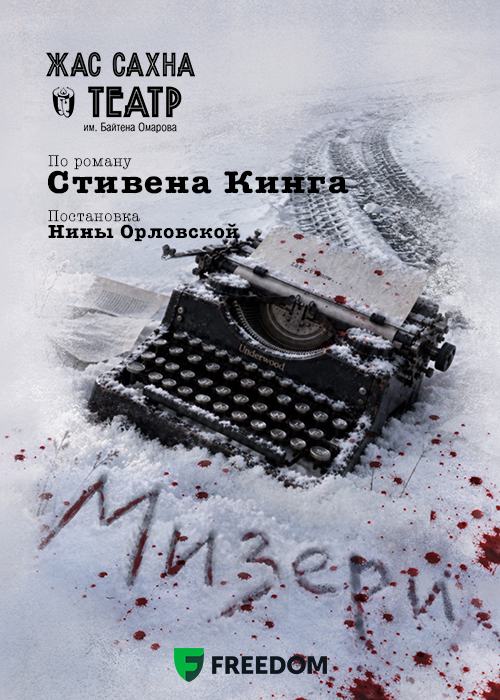 ЖАС САХНА
ТЕАТР
им. Байтена Омарова
По роману
Стивена Кинга
Постановка
Нины Орловской
Underwood
Мизери
FREEDOM